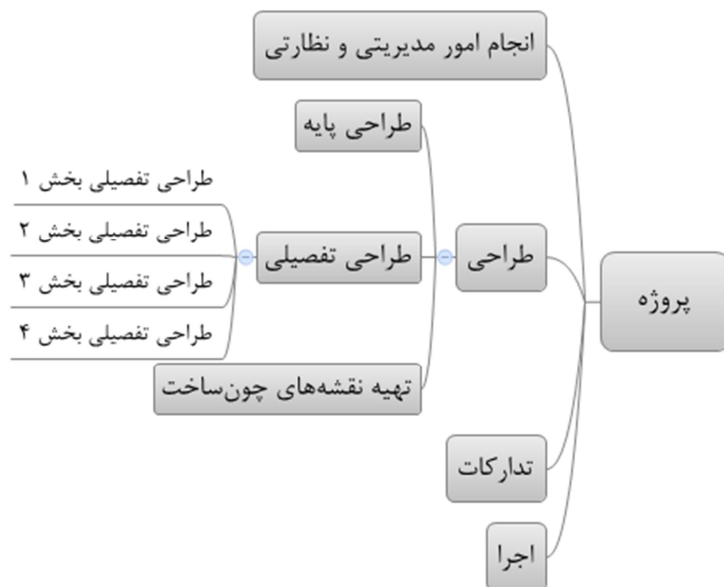 پروژه
انجام امور مدیریتی و نظارتی
طراحی
طراحی پایه
طراحی تفصیلی
طراحی تفصیلی بخش ۱
طراحی تفصیلی بخش ۲
طراحی تفصیلی بخش ۳
طراحی تفصیلی بخش ۴
تهیه نقشه‌های چون‌ساخت
تدارکات
اجرا